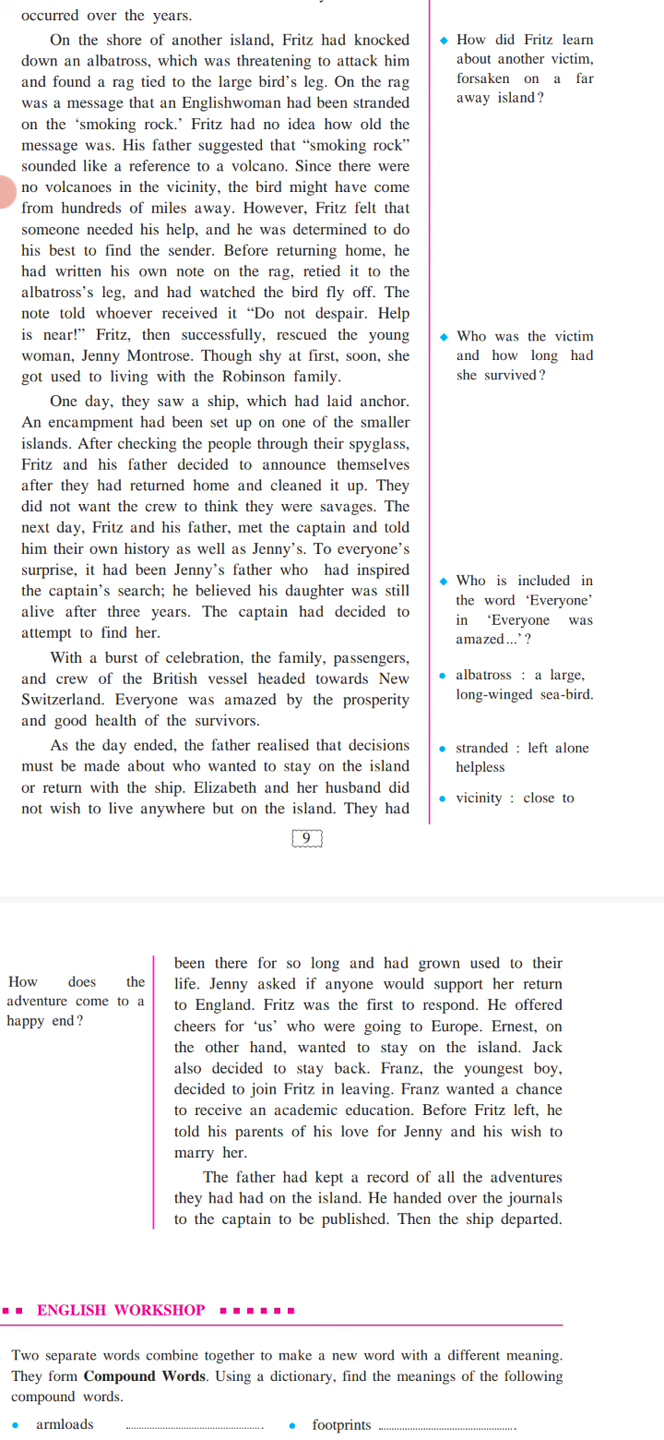 occurred over the years.
On the shore of another island, Fritz had knocked
down an albatross, which was threatening to attack him
and found a rag tied to the large bird's leg. On the rag
was a message that an Englishwoman had been stranded
on the ‘smoking rock.’ Fritz had no idea how old the
message was. His father suggested that “smoking rock”
sounded like a reference to a volcano. Since there were
no volcanoes in the vicinity, the bird might have come
from hundreds of miles away. However, Fritz felt that
someone needed his help, and he was determined to do
his best to find the sender. Before returning home, he
had written his own note on the rag, retied it to the
albatross’s leg, and had watched the bird fly off. The
note told whoever received it “Do not despair. Help
is near!” Fritz, then successfully, rescued the young
woman, Jenny Montrose. Though shy at first, soon, she
got used to living with the Robinson family.
One day, they saw a ship, which had laid anchor.
An encampment had been set up on one of the smaller
islands. After checking the people through their spyglass,
Fritz and his father decided to announce themselves
after they had returned home and cleaned it up. They
did not want the crew to think they were savages. The
next day, Fritz and his father, met the captain and told
him their own history as well as Jenny’s. To everyone’s
surprise, it had been Jenny’s father who had inspired
the captain’s search; he believed his daughter was still
alive after three years. The captain had decided to
attempt to find her.
With a burst of celebration, the family, passengers,
and crew of the British vessel headed towards New
Switzerland. Everyone was amazed by the prosperity
and good health of the survivors.
As the day ended, the father realised that decisions
must be made about who wanted to stay on the island
or return with the ship. Elizabeth and her husband did
not wish to live anywhere but on the island. They had
◆ How did Fritz learn
about another victim,
forsaken on a far
away island?
◆ Who was the victim
and how long had
she survived?
◆ Who is included in
the word ‘Everyone’
in ‘Everyone was
amazed...’?
• albatross : a large,
long-winged sea-bird.
• stranded : left alone
helpless
• vicinity : close to
9
How does the
adventure come to a
happy end?
been there for so long and had grown used to their
life. Jenny asked if anyone would support her return
to England. Fritz was the first to respond. He offered
cheers for ‘us’ who were going to Europe. Ernest, on
the other hand, wanted to stay on the island. Jack
also decided to stay back. Franz, the youngest boy,
decided to join Fritz in leaving. Franz wanted a chance
to receive an academic education. Before Fritz left, he
told his parents of his love for Jenny and his wish to
marry her.
The father had kept a record of all the adventures
they had had on the island. He handed over the journals
to the captain to be published. Then the ship departed.
ENGLISH WORKSHOP
Two separate words combine together to make a new word with a different meaning.
They form Compound Words. Using a dictionary, find the meanings of the following
compound words.
• armloads .............................................. • footprints ..............................................